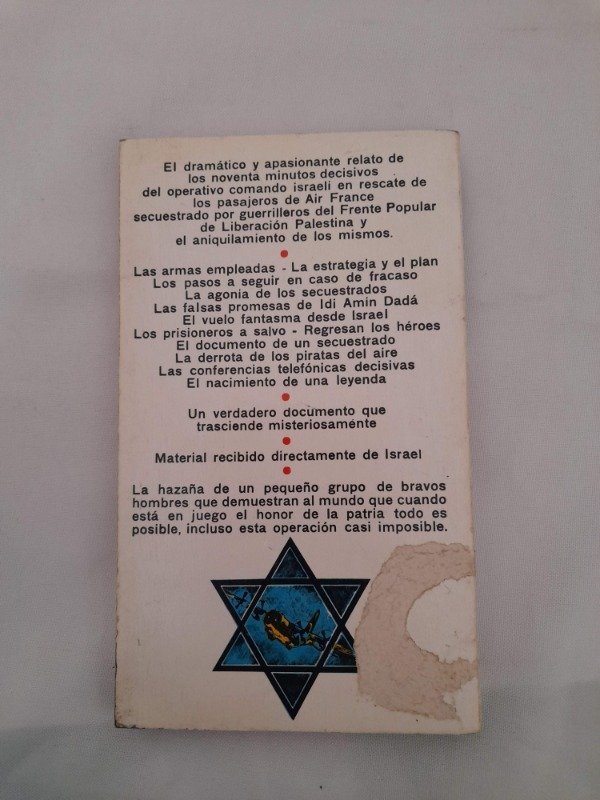 El dramático y apasionante relato de
los noventa minutos decisivos
del operativo comando israelí en rescate de
los pasajeros de Air France
secuestrado por guerrilleros del Frente Popular
de Liberación Palestina y
el aniquilamiento de los mismos.
Las armas empleadas - La estrategia y el plan
Los pasos a seguir en caso de fracaso
La agonia de los secuestrados
Las falsas promesas de Idi Amin Dadá
El vuelo fantasma desde Israel
Los prisioneros a salvo - Regresan los héroes
El documento de un secuestrado
La derrota de los piratas del aire
Las conferencias telefónicas decisivas
El nacimiento de una leyenda
Un verdadero documento que
trasciende misteriosamente
Material recibido directamente de Israel
La hazaña de un pequeño grupo de bravos
hombres que demuestran al mundo que cuando
está en juego el honor de la patria todo es
posible, incluso esta operación casi imposible.